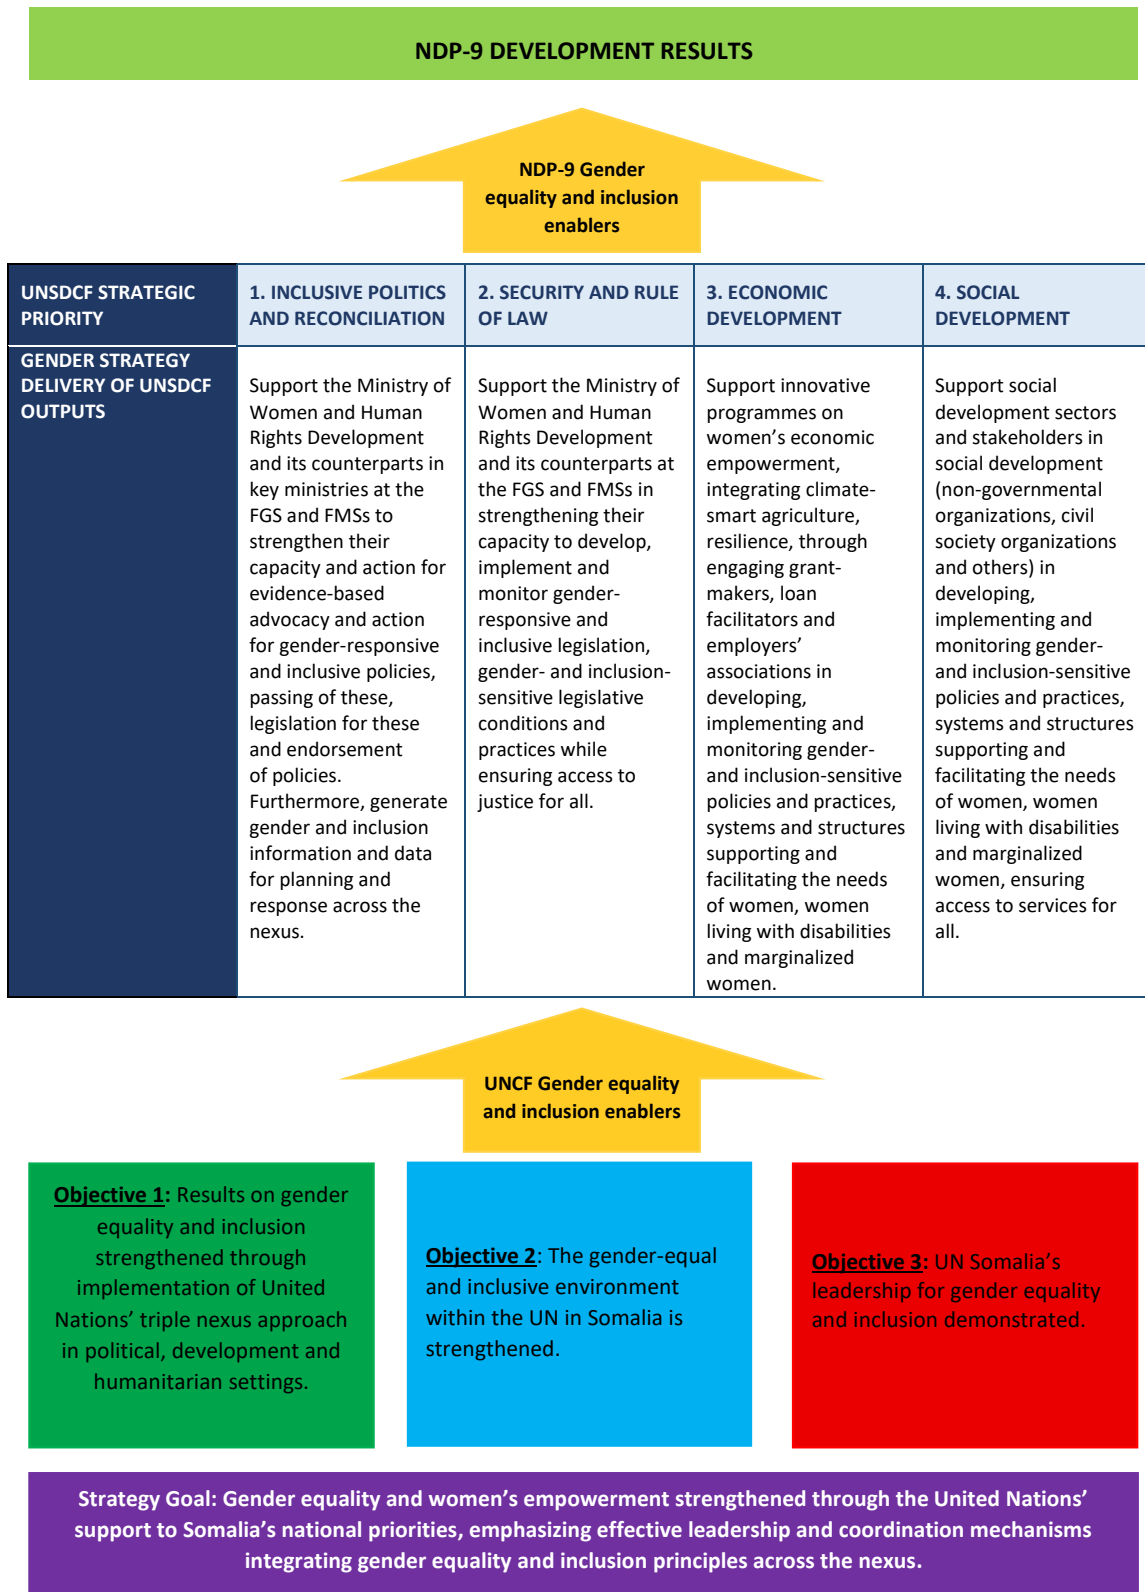 NDP-9 DEVELOPMENT RESULTS
NDP-9 Gender
equality and inclusion
enablers
UNSDCF STRATEGIC
PRIORITY
1. INCLUSIVE POLITICS
AND RECONCILIATION
2. SECURITY AND RULE
OF LAW
3. ECONOMIC
DEVELOPMENT
4. SOCIAL
DEVELOPMENT
GENDER STRATEGY
DELIVERY OF UNSDCF
OUTPUTS
Support the Ministry of
Women and Human
Rights Development
and its counterparts in
key ministries at the
FGS and FMSs to
strengthen their
capacity and action for
evidence-based
advocacy and action
for gender-responsive
and inclusive policies,
passing of these,
legislation for these
and endorsement
of policies.
Furthermore, generate
gender and inclusion
information and data
for planning and
response across the
nexus.
Support the Ministry of
Women and Human
Rights Development
and its counterparts at
the FGS and FMSs in
strengthening their
capacity to develop,
implement and
monitor gender-
responsive and
inclusive legislation,
gender- and inclusion-
sensitive legislative
conditions and
practices while
ensuring access to
justice for all.
Support innovative
programmes on
women’s economic
empowerment,
integrating climate-
smart agriculture,
resilience, through
engaging grant-
makers, loan
facilitators and
employers’
associations in
developing,
implementing and
monitoring gender-
and inclusion-sensitive
policies and practices,
systems and structures
supporting and
facilitating the needs
of women, women
living with disabilities
and marginalized
women.
Support social
development sectors
and stakeholders in
social development
(non-governmental
organizations, civil
society organizations
and others) in
developing,
implementing and
monitoring gender-
and inclusion-sensitive
policies and practices,
systems and structures
supporting and
facilitating the needs
of women, women
living with disabilities
and marginalized
women, ensuring
access to services for
all.
UNCF Gender equality
and inclusion enablers
Objective 1: Results on gender
equality and inclusion
strengthened through
implementation of United
Nations’ triple nexus approach
in political, development and
humanitarian settings.
Objective 2: The gender-equal
and inclusive environment
within the UN in Somalia is
strengthened.
Objective 3: UN Somalia’s
leadership for gender equality
and inclusion demonstrated.
Strategy Goal: Gender equality and women’s empowerment strengthened through the United Nations’
support to Somalia’s national priorities, emphasizing effective leadership and coordination mechanisms
integrating gender equality and inclusion principles across the nexus.